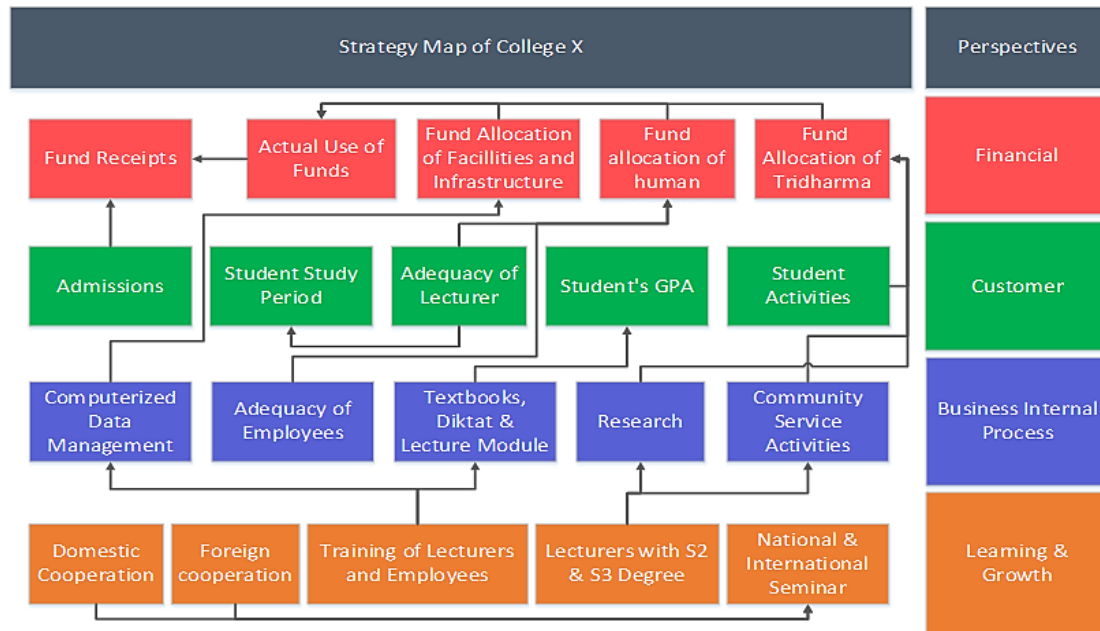 Strategy Map of College X
Perspectives
Fund Receipts
Actual Use of
Funds
Fund Allocation
of Facillities and
Infrastructure
Fund
allocation of
human
Fund
Allocation of
Tridharma
Financial
Admissions
Student Study
Period
Adequacy of
Lecturer
Student's GPA
Student
Activities
Customer
Computerized
Data
Management
Adequacy of
Employees
Textbooks,
Diktat &
Lecture Module
Research
Community
Service
Activities
Business Internal
Process
Domestic
Cooperation
Foreign
cooperation
Training of Lecturers
and Employees
Lecturers with S2
& S3 Degree
National &
International
Seminar
Learning &
Growth